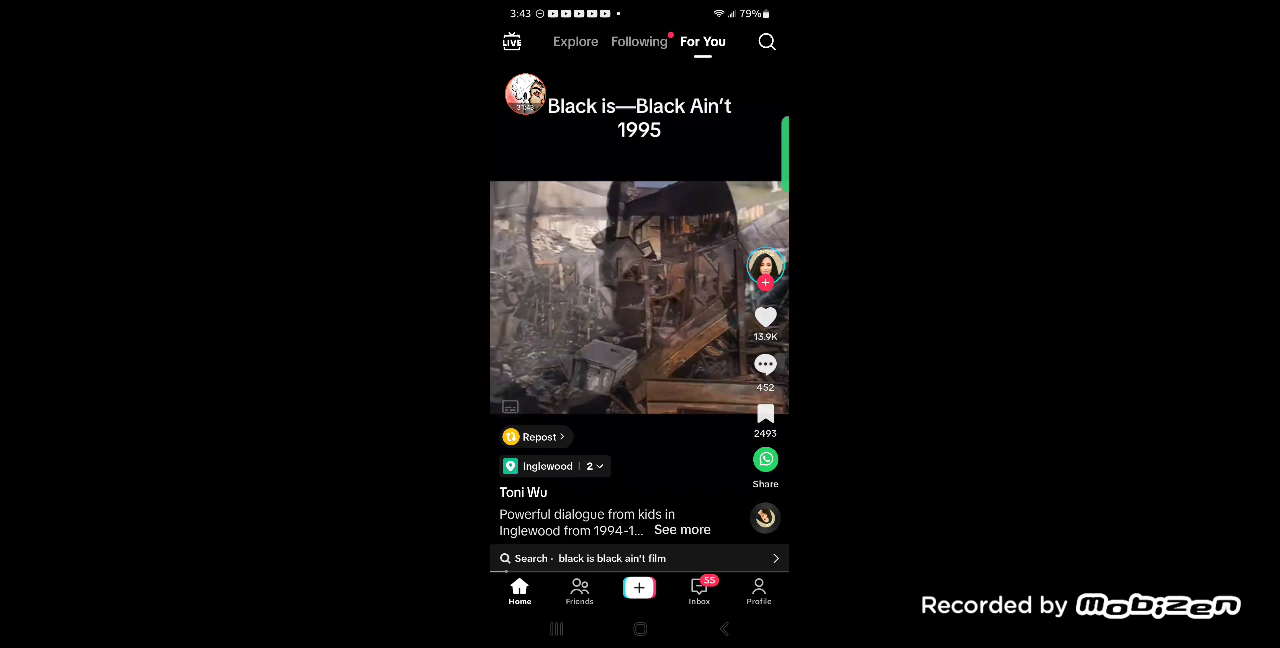 3:43 79%
LIVE Explore Following For You
Black is—Black Ain't
1995
13.9K
452
2493
Repost
Inglewood | 2
Share
Toni Wu
Powerful dialogue from kids in
Inglewood from 1994-1... See more
Search · black is black ain't film
55
Home Friends Inbox Profile
Recorded by mobizen